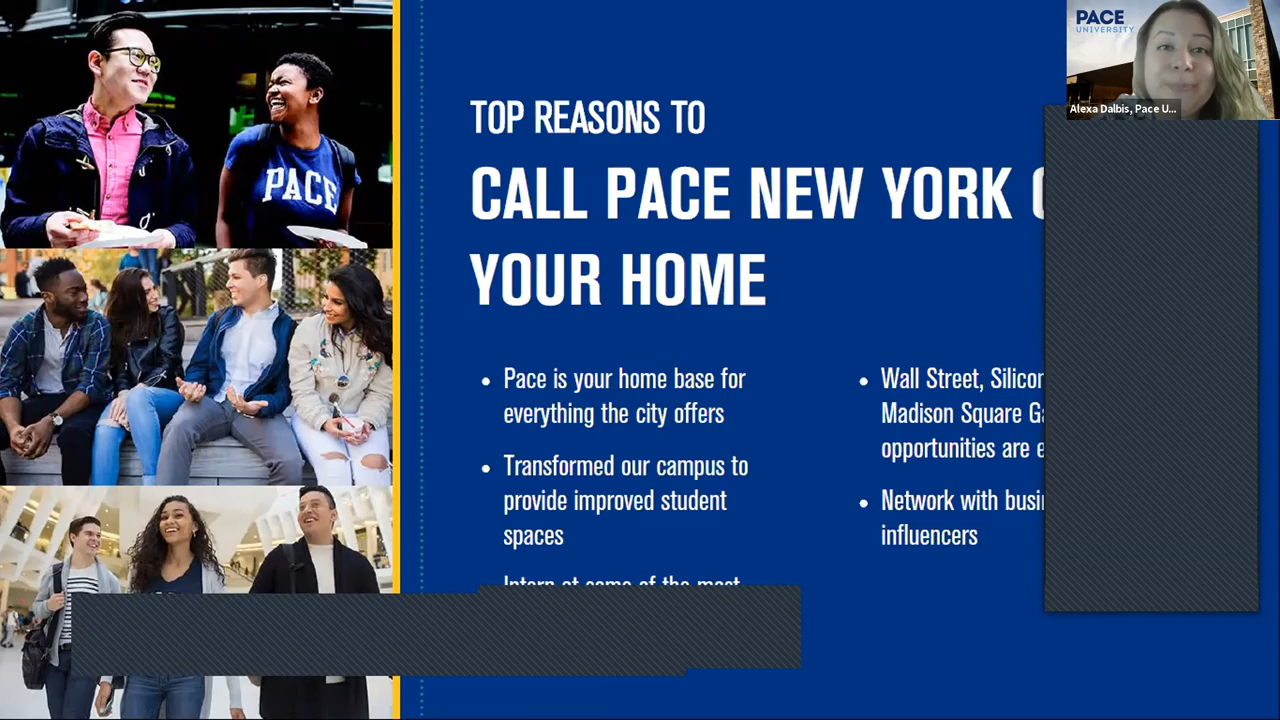 PACE
UNIVERSITY
Alexa Dalbis, Pace U...
PACE
TOP REASONS TO
CALL PACE NEW YORK
YOUR HOME
• Pace is your home base for
everything the city offers
• Transformed our campus to
provide improved student
spaces
Intern at some of the most
• Wall Street, Silicon
Madison Square
opportunities are
• Network with
influencers